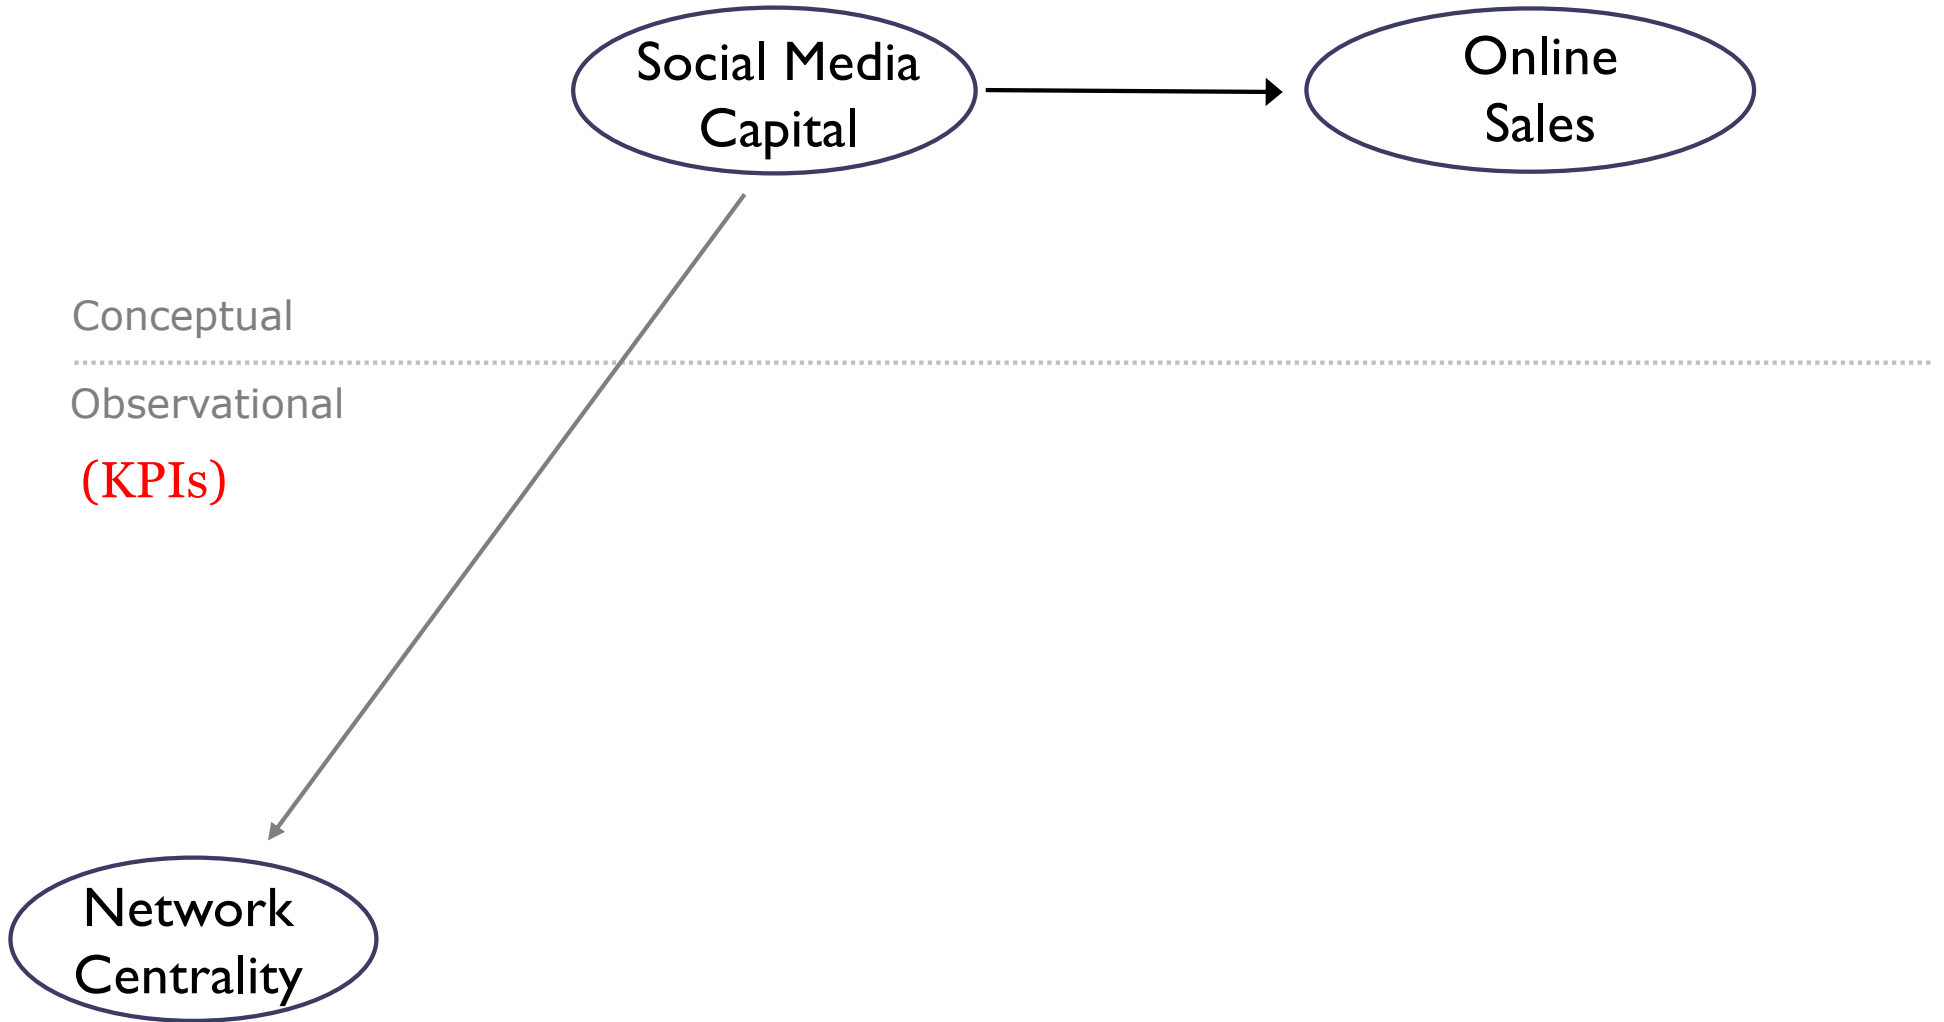 Social Media
Capital
Online
Sales
Conceptual
Observational
(KPIs)
Network
Centrality